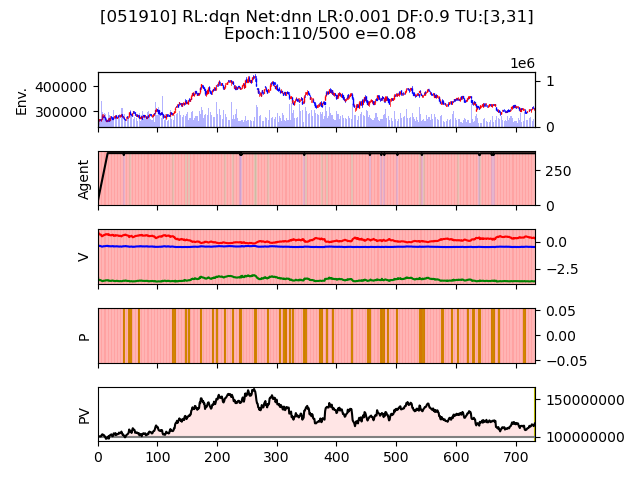 [051910] RL:dqn Net:dnn LR:0.001 DF:0.9 TU:[3,31]
Epoch:110/500 e=0.08
1e6
Env.
400000
300000
1
0
Agent
250
0
V
0.0
−2.5
P
0.05
0.00
−0.05
PV
150000000
100000000
0 100 200 300 400 500 600 700